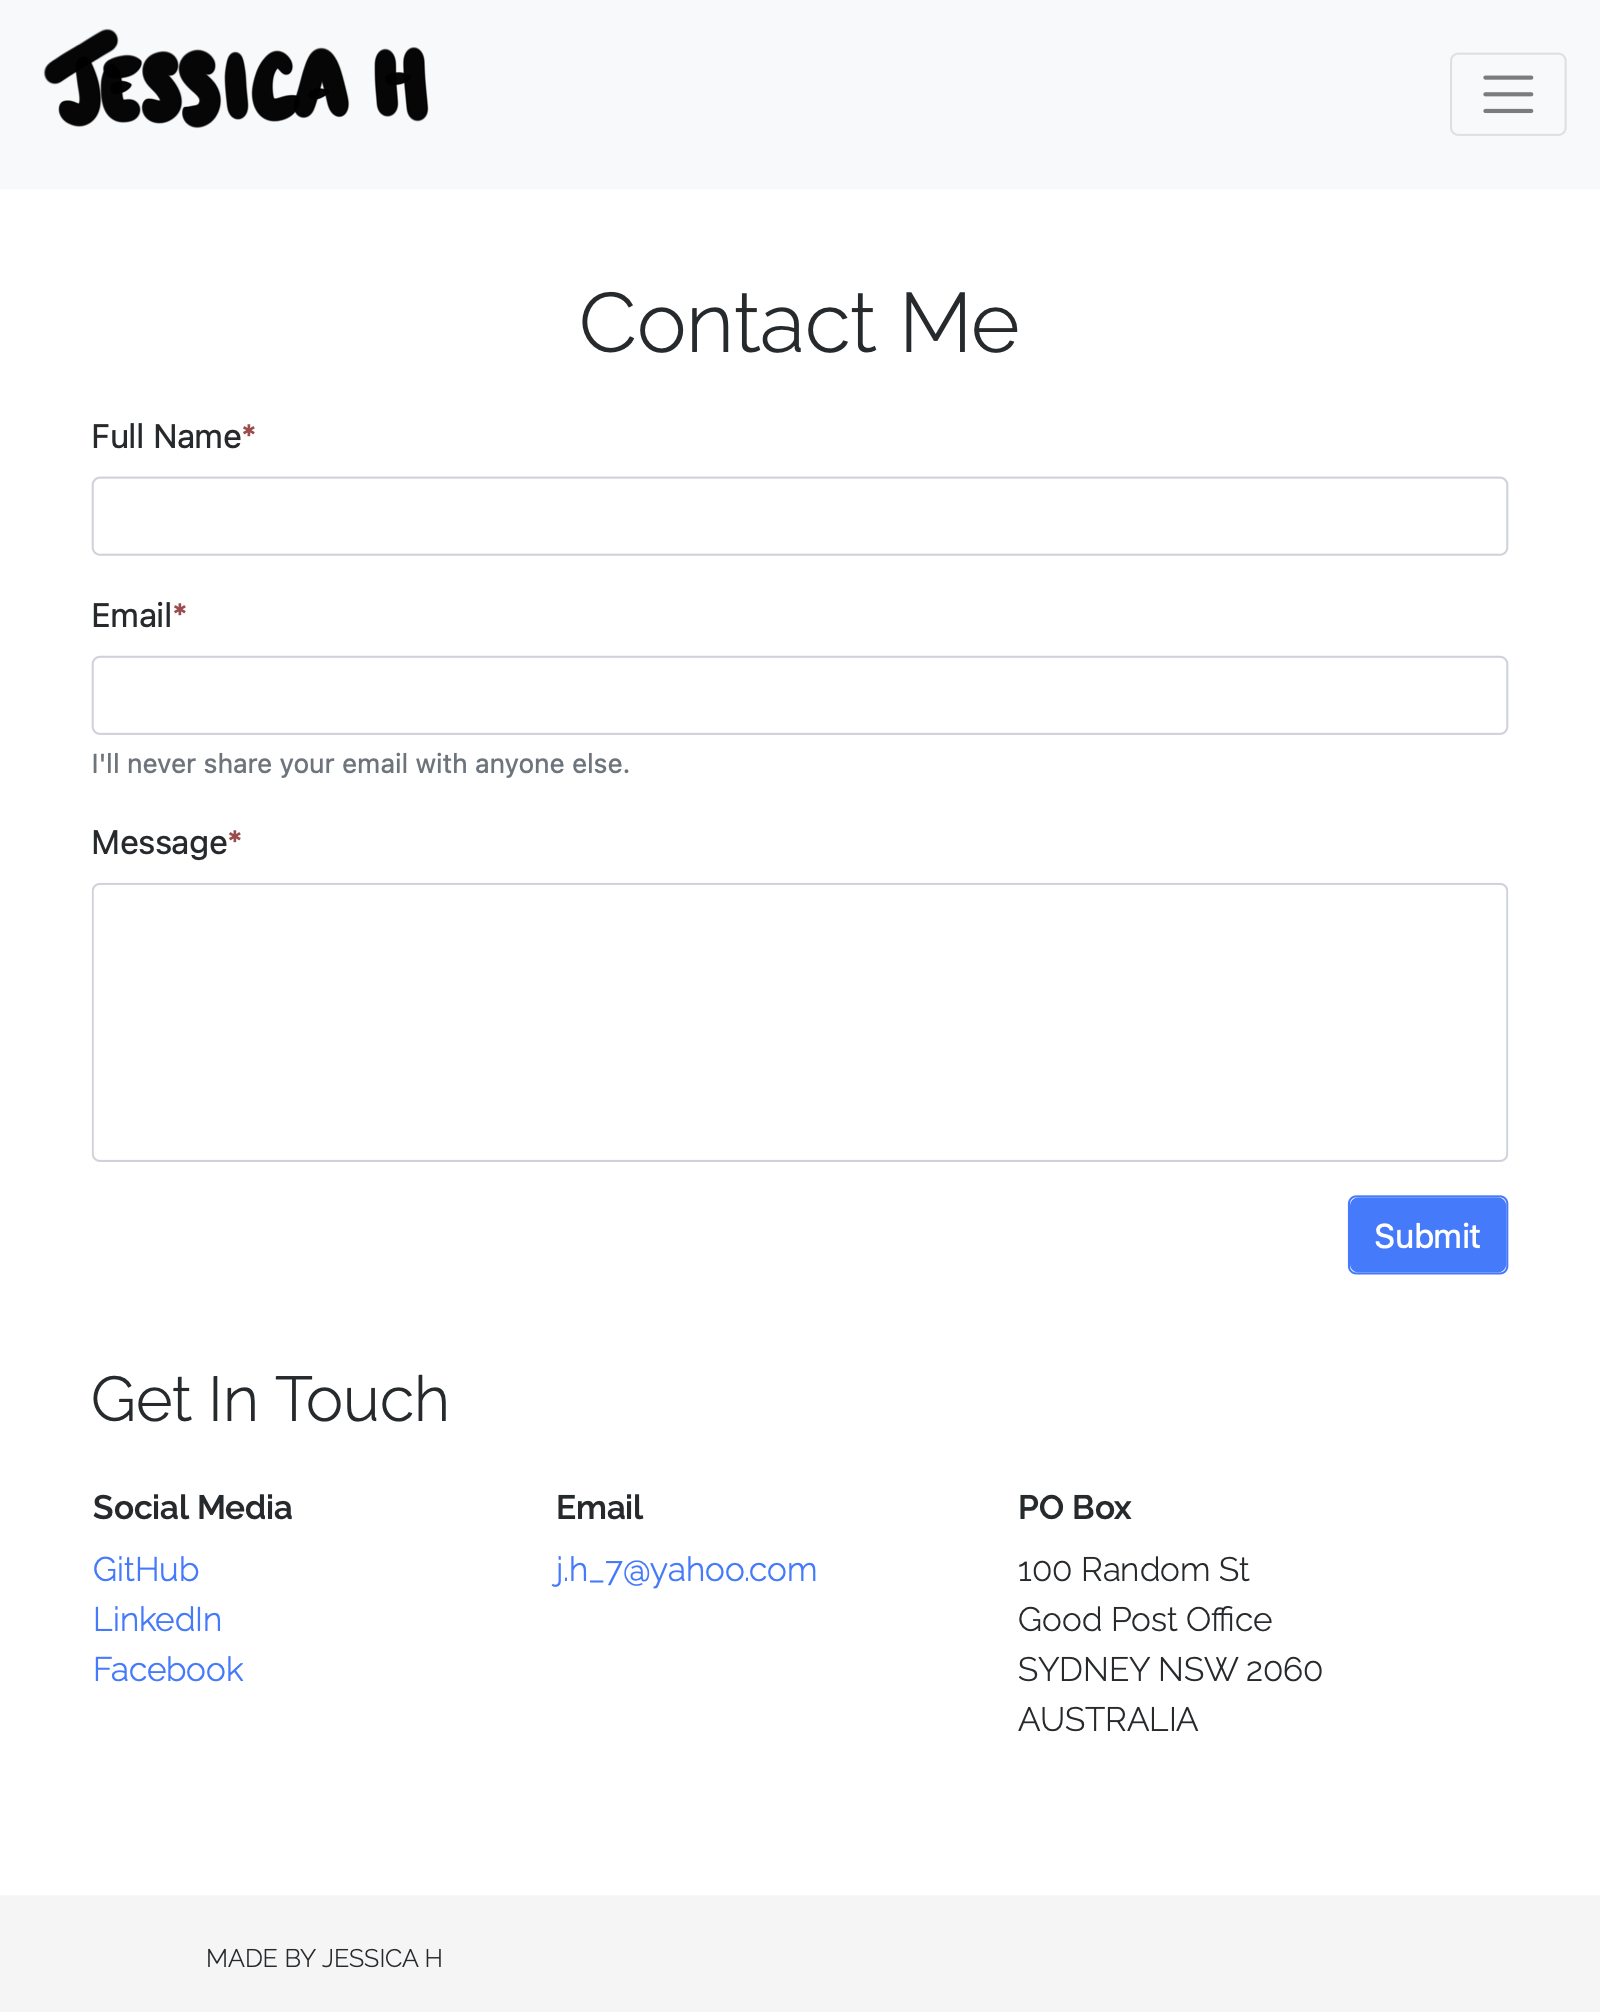 JESSICA H
Contact Me
Full Name*
Email*
I'll never share your email with anyone else.
Message*
Submit
Get In Touch
Social Media
GitHub
LinkedIn
Facebook
Email
j.h_7@yahoo.com
PO Box
100 Random St
Good Post Office
SYDNEY NSW 2060
AUSTRALIA
MADE BY JESSICA H